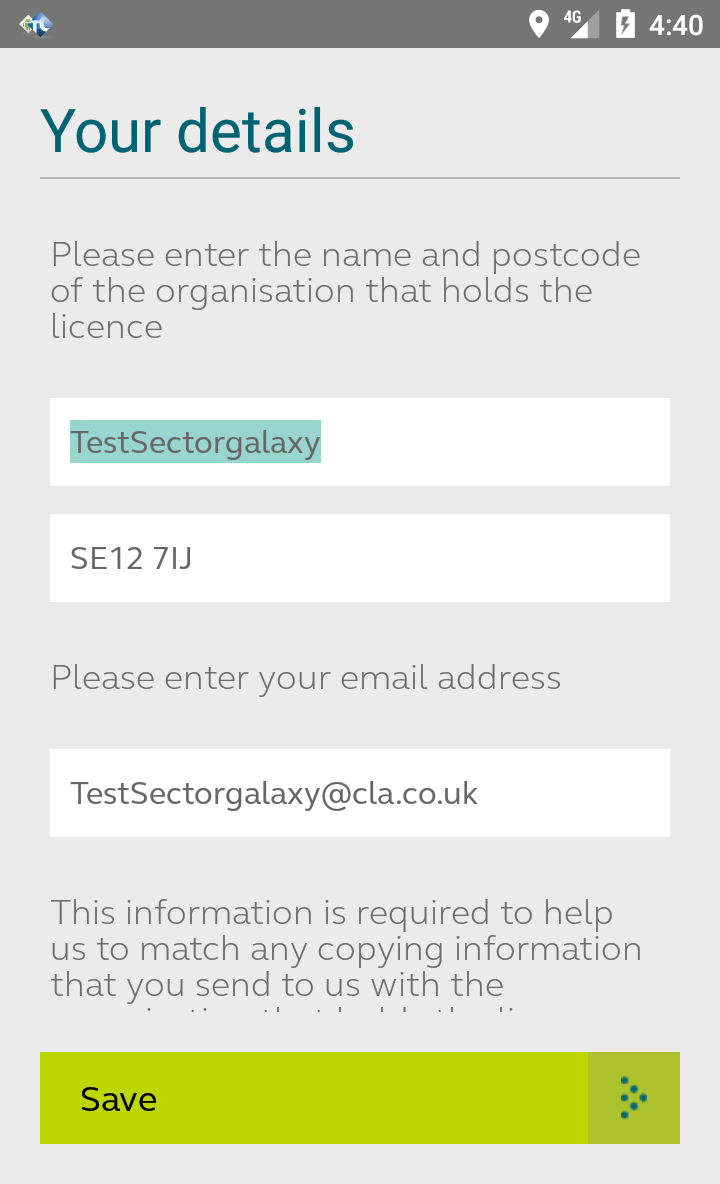 4G 4:40
Your details
Please enter the name and postcode
of the organisation that holds the
licence
TestSectorgalaxy
SE12 7IJ
Please enter your email address
TestSectorgalaxy@cla.co.uk
This information is required to help
us to match any copying information
that you send to us with the
Save